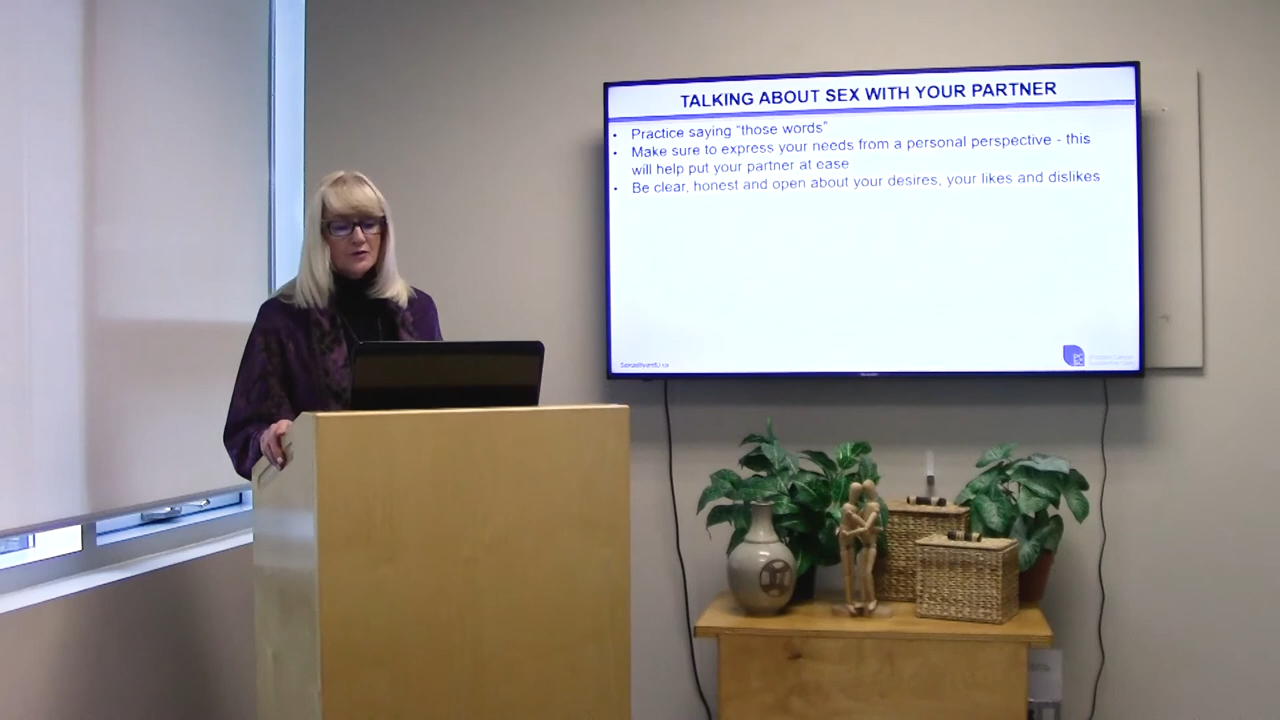 TALKING ABOUT SEX WITH YOUR PARTNER
• Practice saying "those words"
• Make sure to express your needs from a personal perspective - this
will help put your partner at ease
• Be clear, honest and open about your desires, your likes and dislikes
PC